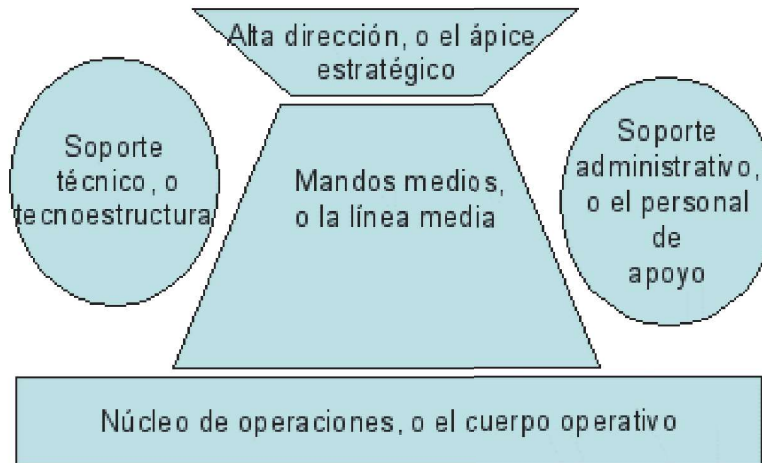 Alta dirección, o el ápice
estratégico
Soporte
técnico, o
tecnoestructura
Mandos medios,
o la línea media
Soporte
administrativo,
o el personal
de
apoyo
Núcleo de operaciones, o el cuerpo operativo